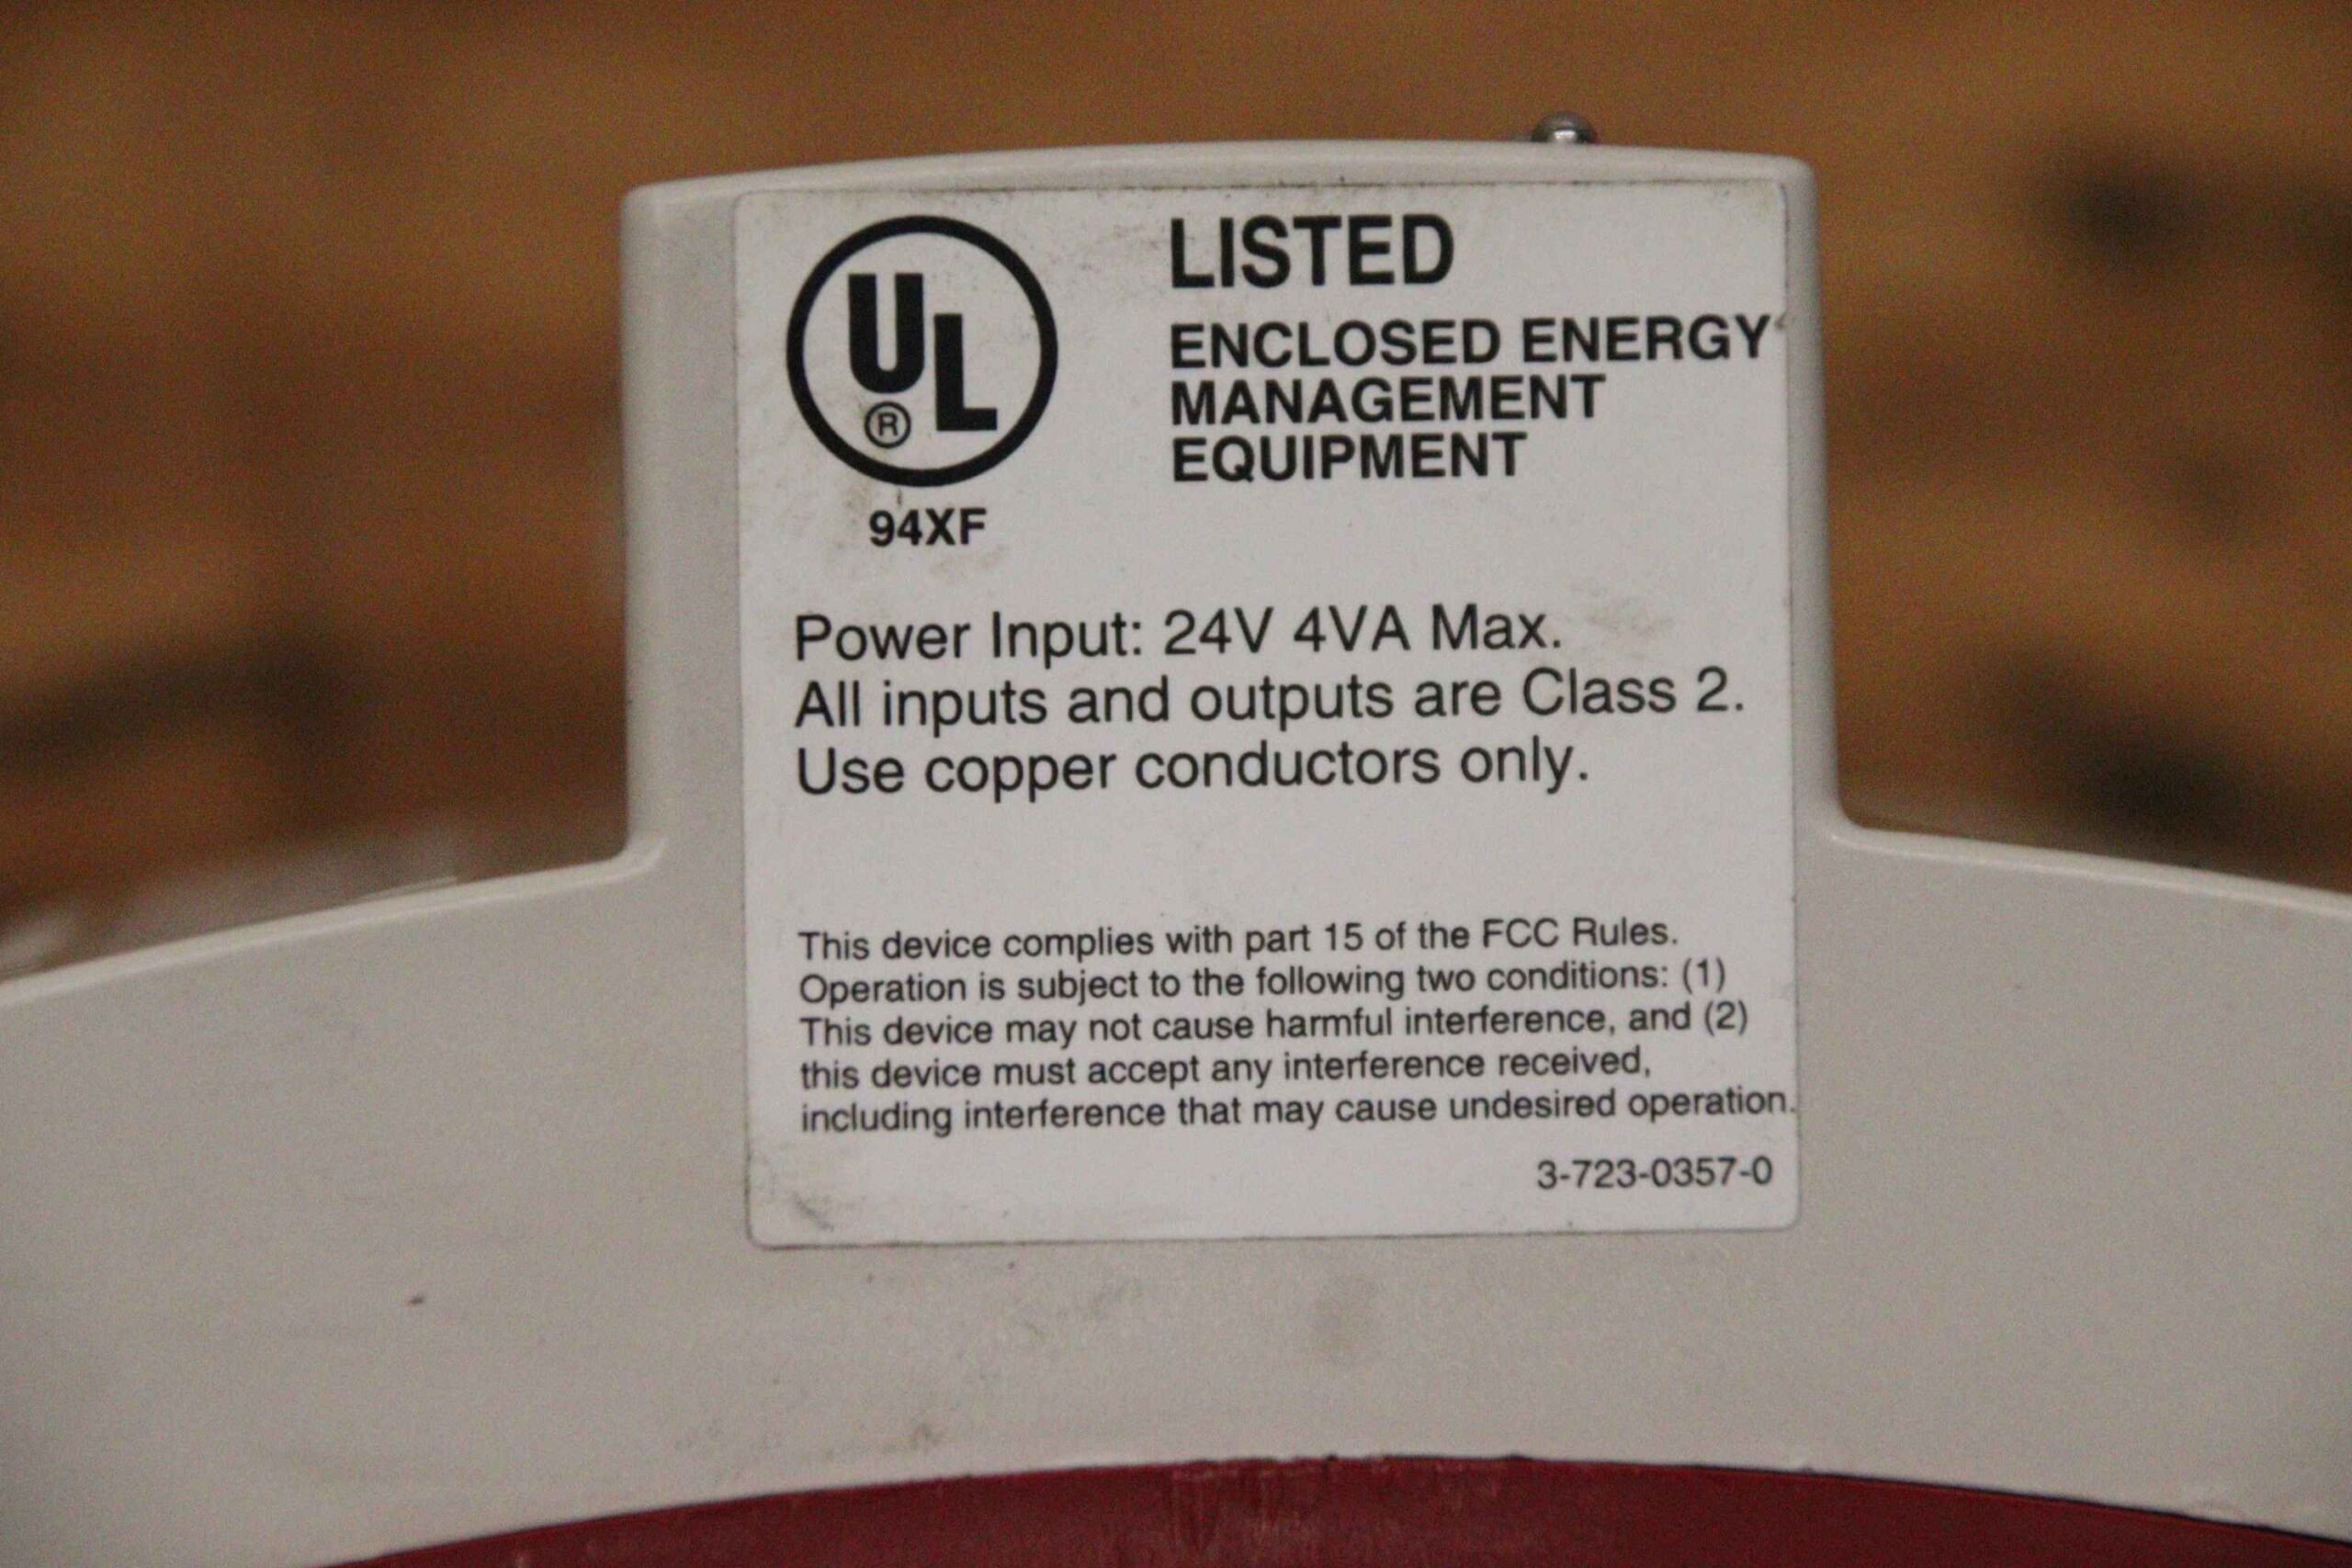 UL
®
LISTED
ENCLOSED ENERGY
MANAGEMENT
EQUIPMENT
94XF
Power Input: 24V 4VA Max.
All inputs and outputs are Class 2.
Use copper conductors only.
This device complies with part 15 of the FCC Rules.
Operation is subject to the following two conditions: (1)
This device may not cause harmful interference, and (2)
this device must accept any interference received,
including interference that may cause undesired operation.
3-723-0357-0